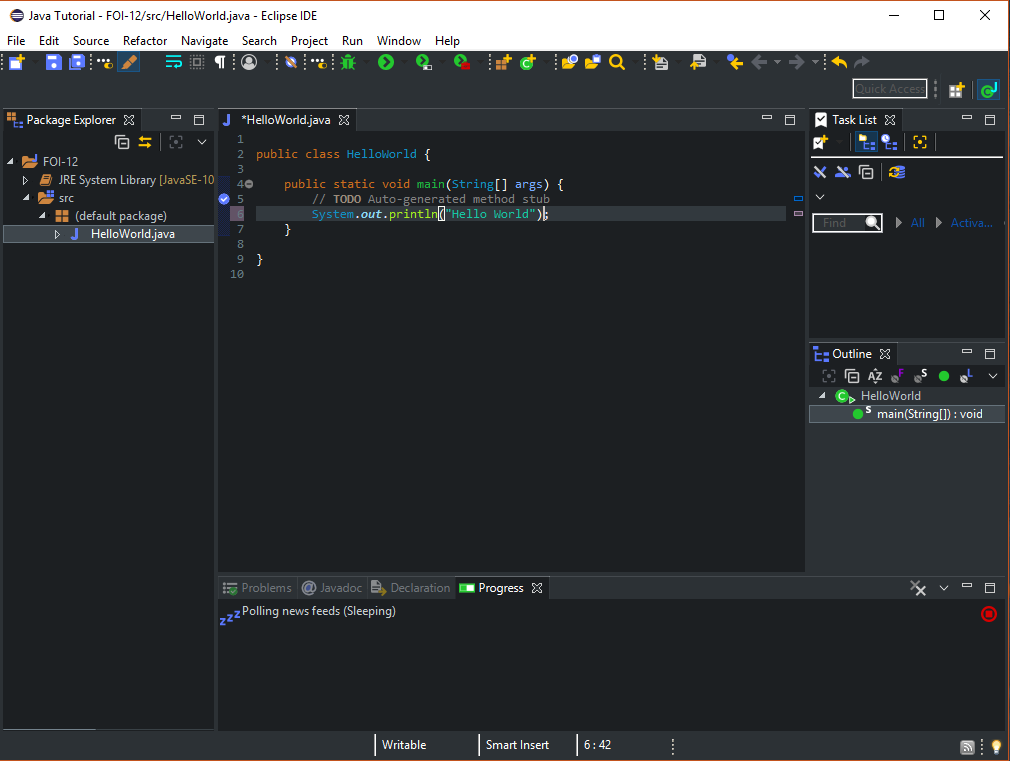 Java Tutorial - FOI-12/src/HelloWorld.java - Eclipse IDE
File Edit Source Refactor Navigate Search Project Run Window Help
Quick Access
Package Explorer
FOI-12
JRE System Library [JavaSE-10
src
(default package)
HelloWorld.java
*HelloWorld.java
1
2 public class HelloWorld {
3
4 public static void main(String[] args) {
5 // TODO Auto-generated method stub
6 System.out.println("Hello World");
7 }
8
9 }
10
Task List
Find All Activa...
Outline
HelloWorld
main(String[]) : void
Problems Javadoc Declaration Progress
Polling news feeds (Sleeping)
Writable Smart Insert 6 : 42